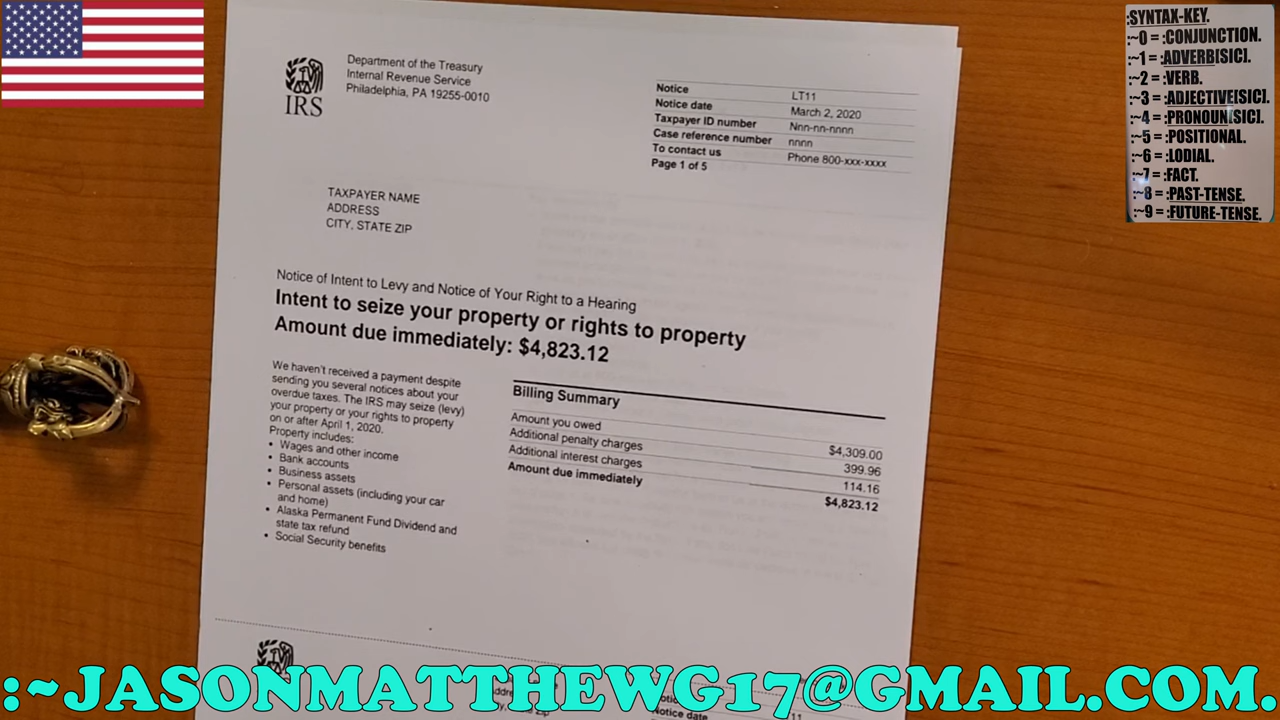 :SYNTAX-KEY.
:~0 = :CONJUNCTION.
:~1 = :ADVERB[SIC].
:~2 = :VERB.
:~3 = :ADJECTIVE[SIC].
:~4 = :PRONOUN[SIC].
:~5 = :POSITIONAL.
:~6 = :LODIAL.
:~7 = :FACT.
:~8 = :PAST-TENSE.
:~9 = :FUTURE-TENSE.
IRS
Department of the Treasury
Internal Revenue Service
Philadelphia, PA 19255-0010
Notice LT11
Notice date March 2, 2020
Taxpayer ID number Nnn-nn-nnnn
Case reference number nnnn
To contact us Phone 800-xxx-xxxx
Page 1 of 5
TAXPAYER NAME
ADDRESS
CITY, STATE ZIP
Notice of Intent to Levy and Notice of Your Right to a Hearing
Intent to seize your property or rights to property
Amount due immediately: $4,823.12
We haven't received a payment despite
sending you several notices about your
overdue taxes. The IRS may seize (levy)
your property or your rights to property
on or after April 1, 2020.
Property includes:
• Wages and other income
• Bank accounts
• Business assets
• Personal assets (including your car
and home)
• Alaska Permanent Fund Dividend and
state tax refund
• Social Security benefits
Billing Summary
Amount you owed $4,309.00
Additional penalty charges 399.96
Additional interest charges 114.16
Amount due immediately $4,823.12
Notice date
:~JASONMATTHEWG17@GMAIL.COM.